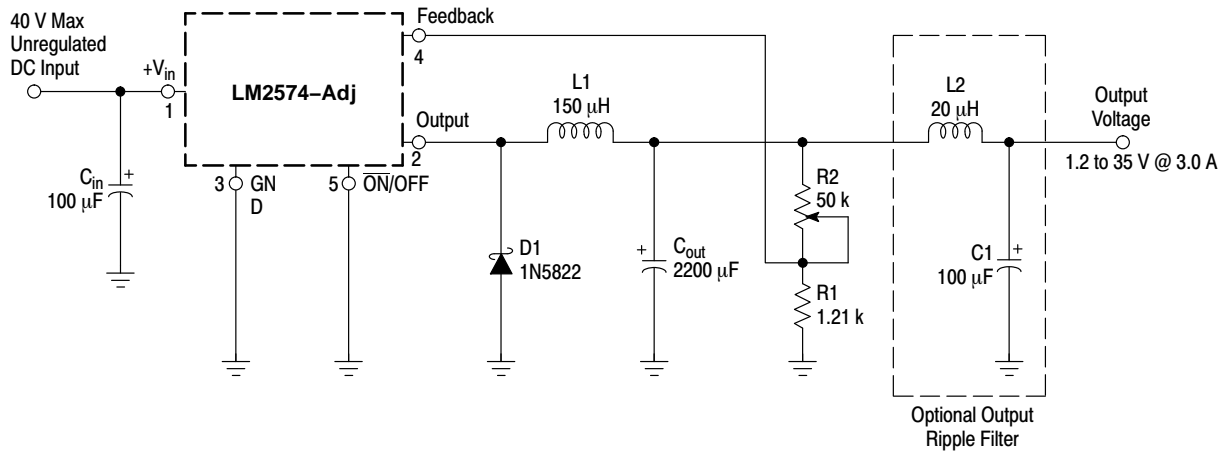 40 V Max
Unregulated
DC Input
+Vin
1
LM2574–Adj
Feedback
4
Output
2
3
GN
D
5
ON/OFF
Cin
100 µF
+
L1
150 µH
D1
1N5822
+
Cout
2200 µF
R2
50 k
R1
1.21 k
L2
20 µH
C1
100 µF
+
Output
Voltage
1.2 to 35 V @ 3.0 A
Optional Output
Ripple Filter